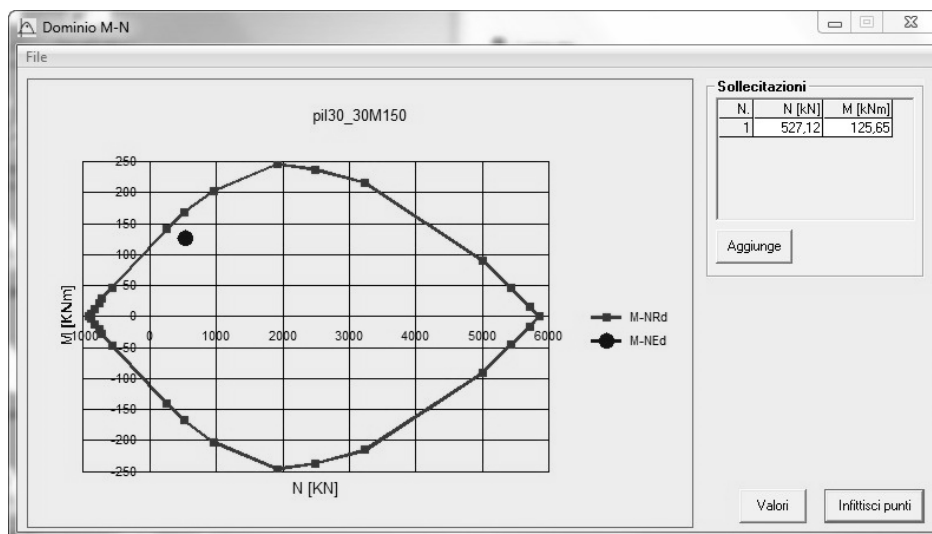 Dominio M-N
File
pil30_30M150
250
200
150
100
50
0
-50
-100
-150
-200
-250
M [KNm]
-1000 0 1000 2000 3000 4000 5000 6000
N [KN]
M-NRd
M-NEd
Sollecitazioni
N. N [kN] M [kNm]
1 527,12 125,65
Aggiunge
Valori Infittisci punti